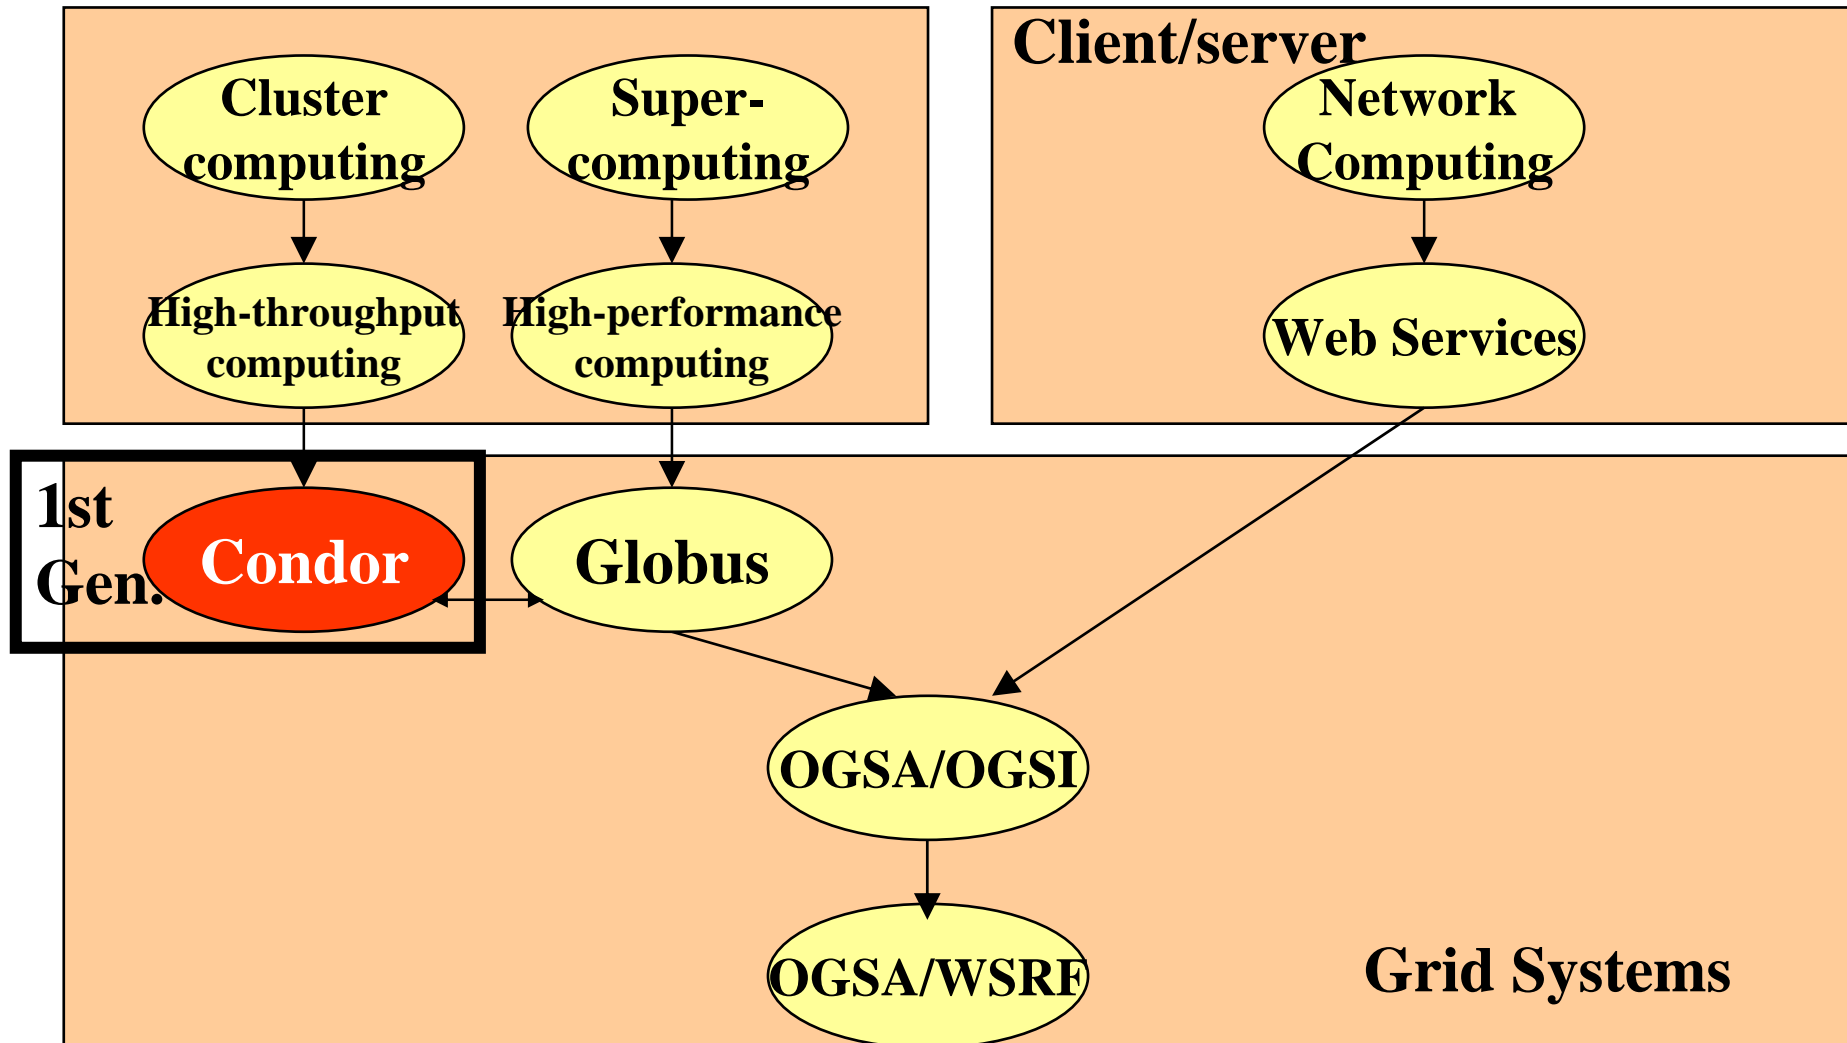 Client/server
Cluster
computing
Super-
computing
Network
Computing
High-throughput
computing
High-performance
computing
Web Services
1st
Gen.
Condor
Globus
OGSA/OGSI
OGSA/WSRF
Grid Systems